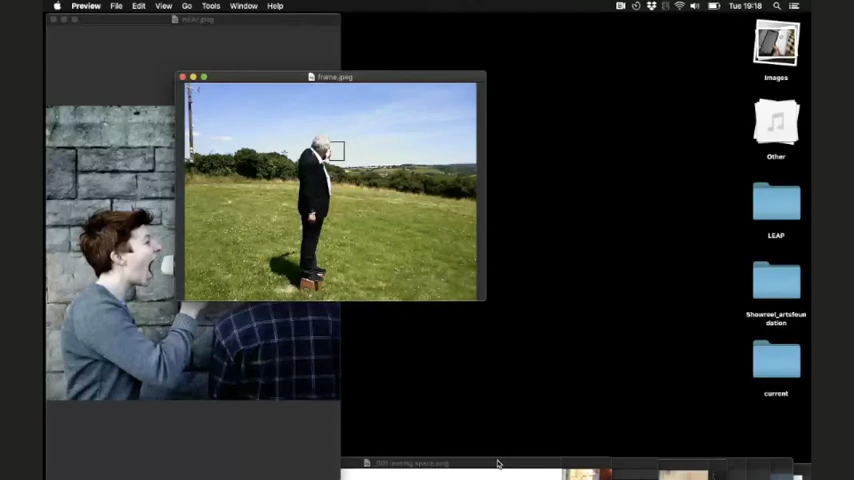 Preview File Edit View Go Tools Window Help
Tue 19:18
frame.jpeg
Images
Other
LEAP
Showreel_artsfoun
dation
current